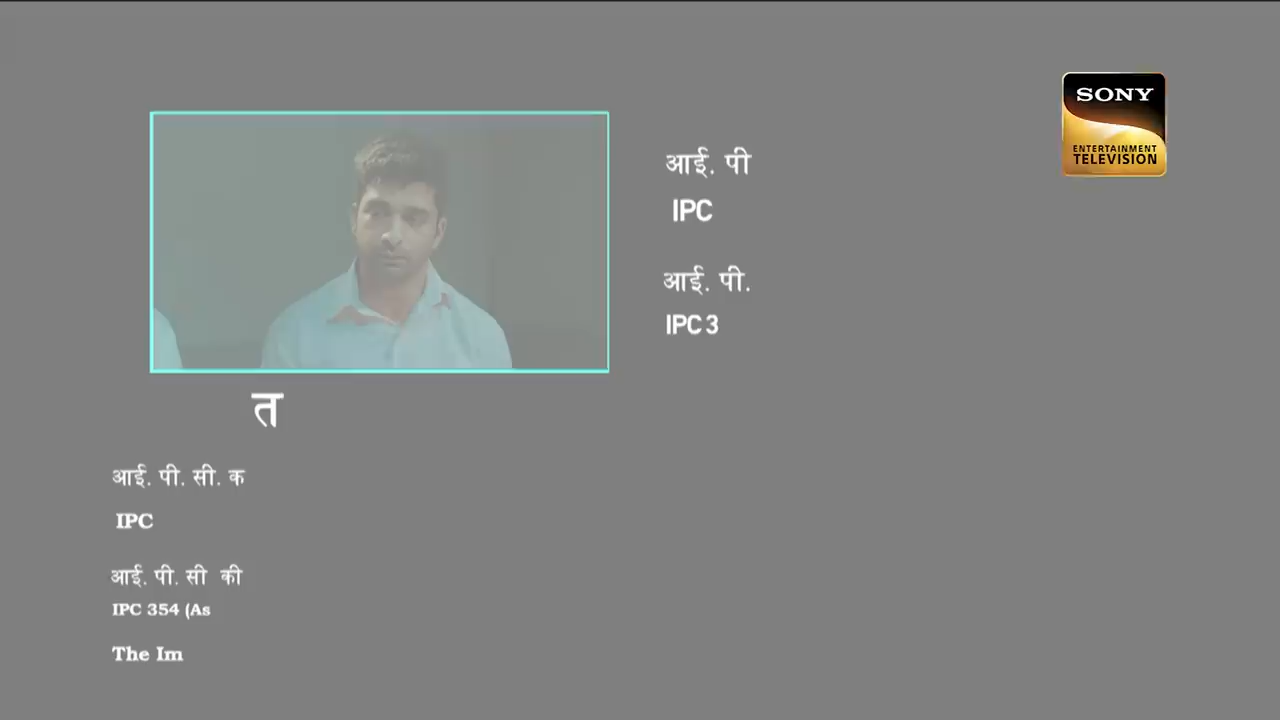 SONY
ENTERTAINMENT
TELEVISION
आई. पी
IPC
आई. पी.
IPC 3
त
आई. पी. सी. क
IPC
आई. पी. सी की
IPC 354 (As
The Im